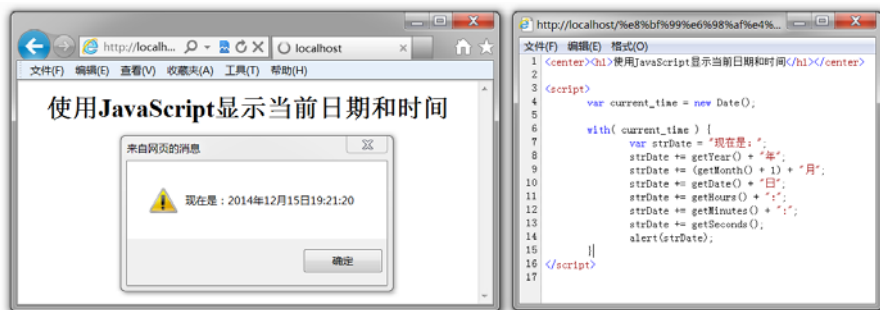 http://localh...
localhost
文件(F) 编辑(E) 查看(V) 收藏夹(A) 工具(T) 帮助(H)
使用JavaScript显示当前日期和时间
来自网页的消息
现在是：2014年12月15日19:21:20
确定
http://localhost/%e8%bf%99%e6%98%af%e4%...
文件(F) 编辑(E) 格式(O)
1 <center><h1>使用JavaScript显示当前日期和时间</h1></center>
2
3 <script>
4 var current_time = new Date();
5
6 with( current_time ) {
7 var strDate = "现在是：";
8 strDate += getYear() + "年";
9 strDate += (getMonth() + 1) + "月";
10 strDate += getDate() + "日";
11 strDate += getHours() + ":";
12 strDate += getMinutes() + ":";
13 strDate += getSeconds();
14 alert(strDate);
15 }
16 </script>
17